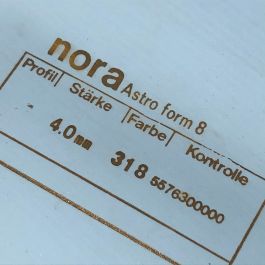 nora Astro form 8
Profil Stärke Farbe Kontrolle
- 4.0mm 318 5576300000